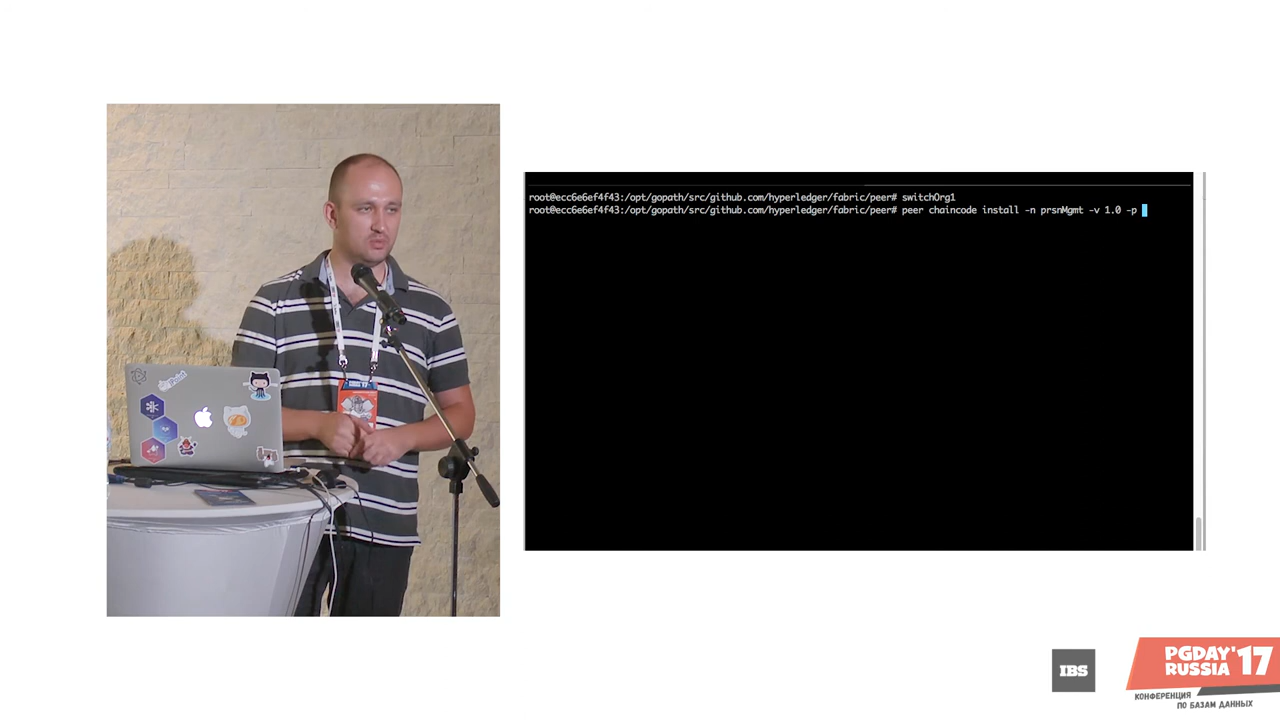 root@ecc6e6ef4f43:/opt/gopath/src/github.com/hyperledger/fabric/peer# switchOrg1
root@ecc6e6ef4f43:/opt/gopath/src/github.com/hyperledger/fabric/peer# peer chaincode install -n prsnMgmt -v 1.0 -p
IBS
PGDAY'17
RUSSIA
КОНФЕРЕНЦИЯ
ПО БАЗАМ ДАННЫХ